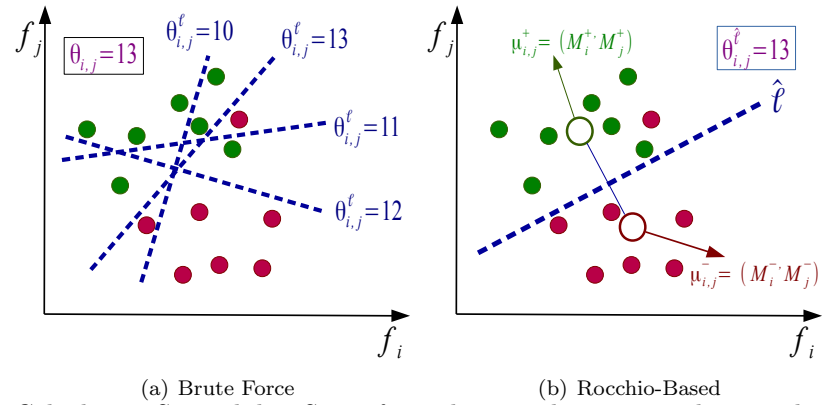 f_j
θ_{i,j}=13
θ^ℓ_{i,j}=10
θ^ℓ_{i,j}=13
θ^ℓ_{i,j}=11
θ^ℓ_{i,j}=12
f_i
(a) Brute Force
f_j
μ^+_{i,j}= (M^+_i, M^+_j)
θ^{ℓ̂}_{i,j}=13
ℓ̂
μ^-_{i,j}= (M^-_i, M^-_j)
f_i
(b) Rocchio-Based